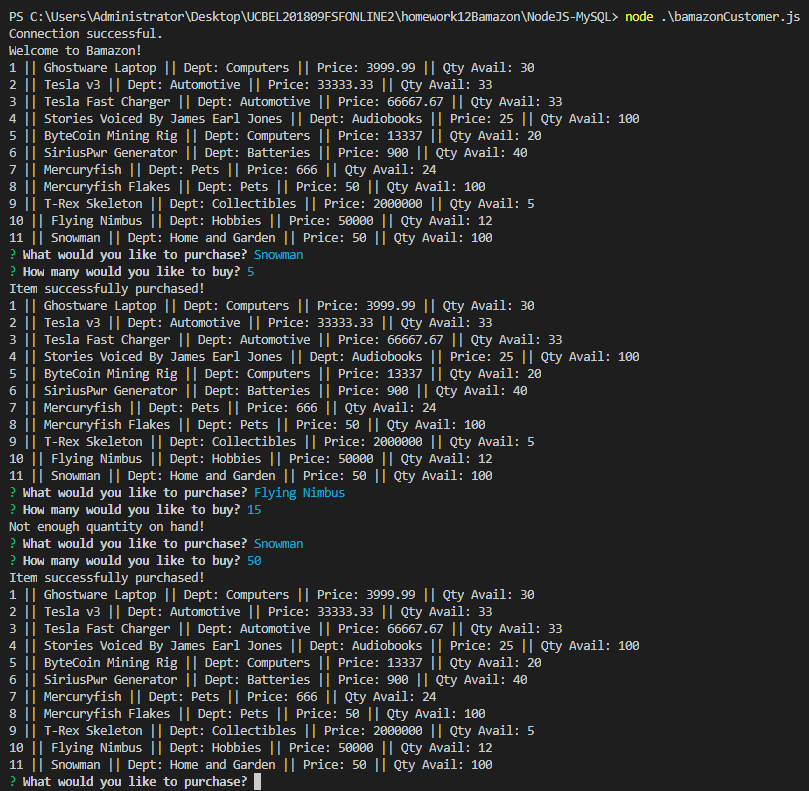 PS C:\Users\Administrator\Desktop\UCBEL201809FSFONLINE2\homework12Bamazon\NodeJS-MySQL> node .\bamazonCustomer.js
Connection successful.
Welcome to Bamazon!
1 || Ghostware Laptop || Dept: Computers || Price: 3999.99 || Qty Avail: 30
2 || Tesla v3 || Dept: Automotive || Price: 33333.33 || Qty Avail: 33
3 || Tesla Fast Charger || Dept: Automotive || Price: 66667.67 || Qty Avail: 33
4 || Stories Voiced By James Earl Jones || Dept: Audiobooks || Price: 25 || Qty Avail: 100
5 || ByteCoin Mining Rig || Dept: Computers || Price: 13337 || Qty Avail: 20
6 || SiriusPwr Generator || Dept: Batteries || Price: 900 || Qty Avail: 40
7 || Mercuryfish || Dept: Pets || Price: 666 || Qty Avail: 24
8 || Mercuryfish Flakes || Dept: Pets || Price: 50 || Qty Avail: 100
9 || T-Rex Skeleton || Dept: Collectibles || Price: 2000000 || Qty Avail: 5
10 || Flying Nimbus || Dept: Hobbies || Price: 50000 || Qty Avail: 12
11 || Snowman || Dept: Home and Garden || Price: 50 || Qty Avail: 100
? What would you like to purchase? Snowman
? How many would you like to buy? 5
Item successfully purchased!
1 || Ghostware Laptop || Dept: Computers || Price: 3999.99 || Qty Avail: 30
2 || Tesla v3 || Dept: Automotive || Price: 33333.33 || Qty Avail: 33
3 || Tesla Fast Charger || Dept: Automotive || Price: 66667.67 || Qty Avail: 33
4 || Stories Voiced By James Earl Jones || Dept: Audiobooks || Price: 25 || Qty Avail: 100
5 || ByteCoin Mining Rig || Dept: Computers || Price: 13337 || Qty Avail: 20
6 || SiriusPwr Generator || Dept: Batteries || Price: 900 || Qty Avail: 40
7 || Mercuryfish || Dept: Pets || Price: 666 || Qty Avail: 24
8 || Mercuryfish Flakes || Dept: Pets || Price: 50 || Qty Avail: 100
9 || T-Rex Skeleton || Dept: Collectibles || Price: 2000000 || Qty Avail: 5
10 || Flying Nimbus || Dept: Hobbies || Price: 50000 || Qty Avail: 12
11 || Snowman || Dept: Home and Garden || Price: 50 || Qty Avail: 100
? What would you like to purchase? Flying Nimbus
? How many would you like to buy? 15
Not enough quantity on hand!
? What would you like to purchase? Snowman
? How many would you like to buy? 50
Item successfully purchased!
1 || Ghostware Laptop || Dept: Computers || Price: 3999.99 || Qty Avail: 30
2 || Tesla v3 || Dept: Automotive || Price: 33333.33 || Qty Avail: 33
3 || Tesla Fast Charger || Dept: Automotive || Price: 66667.67 || Qty Avail: 33
4 || Stories Voiced By James Earl Jones || Dept: Audiobooks || Price: 25 || Qty Avail: 100
5 || ByteCoin Mining Rig || Dept: Computers || Price: 13337 || Qty Avail: 20
6 || SiriusPwr Generator || Dept: Batteries || Price: 900 || Qty Avail: 40
7 || Mercuryfish || Dept: Pets || Price: 666 || Qty Avail: 24
8 || Mercuryfish Flakes || Dept: Pets || Price: 50 || Qty Avail: 100
9 || T-Rex Skeleton || Dept: Collectibles || Price: 2000000 || Qty Avail: 5
10 || Flying Nimbus || Dept: Hobbies || Price: 50000 || Qty Avail: 12
11 || Snowman || Dept: Home and Garden || Price: 50 || Qty Avail: 100
? What would you like to purchase?